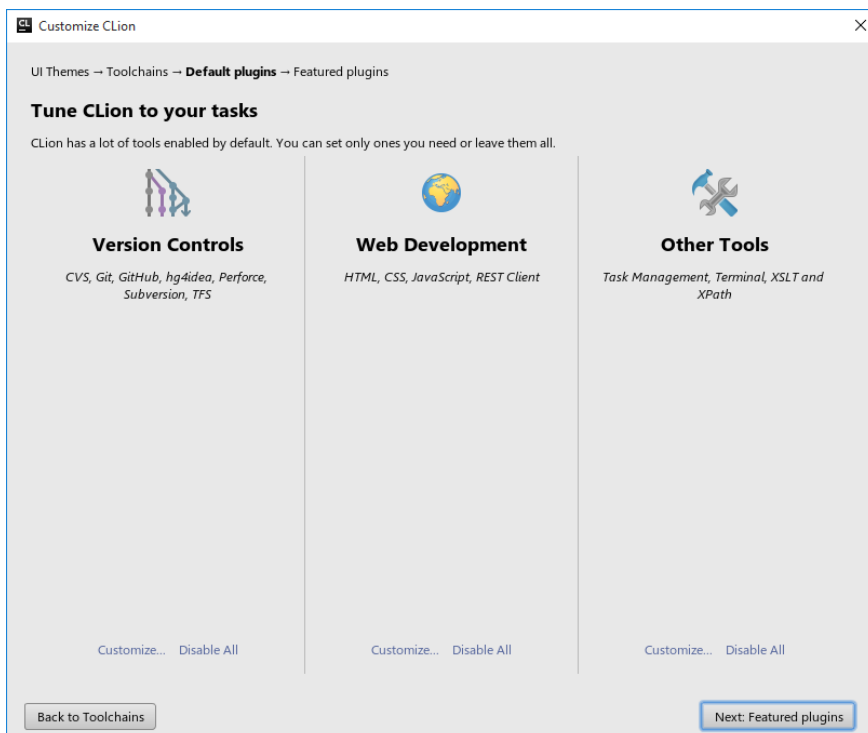 CL Customize CLion
UI Themes → Toolchains → Default plugins → Featured plugins
Tune CLion to your tasks
CLion has a lot of tools enabled by default. You can set only ones you need or leave them all.
Version Controls
CVS, Git, GitHub, hg4idea, Perforce,
Subversion, TFS
Customize... Disable All
Web Development
HTML, CSS, JavaScript, REST Client
Customize... Disable All
Other Tools
Task Management, Terminal, XSLT and
XPath
Customize... Disable All
Back to Toolchains
Next: Featured plugins